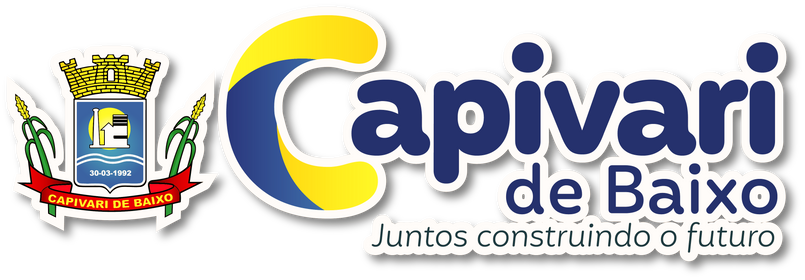 30-03-1992
CAPIVARI DE BAIXO
Capivari
de Baixo
Juntos construindo o futuro